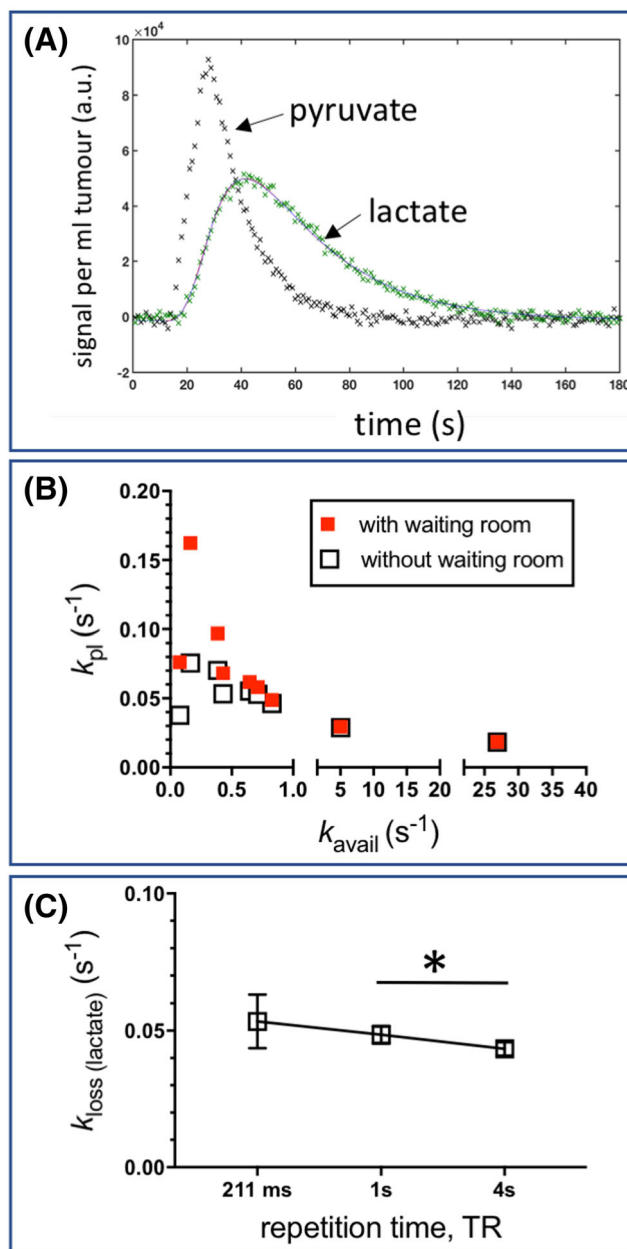 (A)
×10⁴
10
8
6
4
2
0
-2
signal per ml tumour (a.u.)
pyruvate
lactate
0 20 40 60 80 100 120 140 160 180
time (s)
(B)
0.20
0.15
0.10
0.05
0.00
kpl (s⁻¹)
with waiting room
without waiting room
0.0 0.5 1.0 5 10 15 20 25 30 35 40
kavail (s⁻¹)
(C)
0.10
0.05
0.00
kloss (lactate) (s⁻¹)
*
211 ms 1s 4s
repetition time, TR